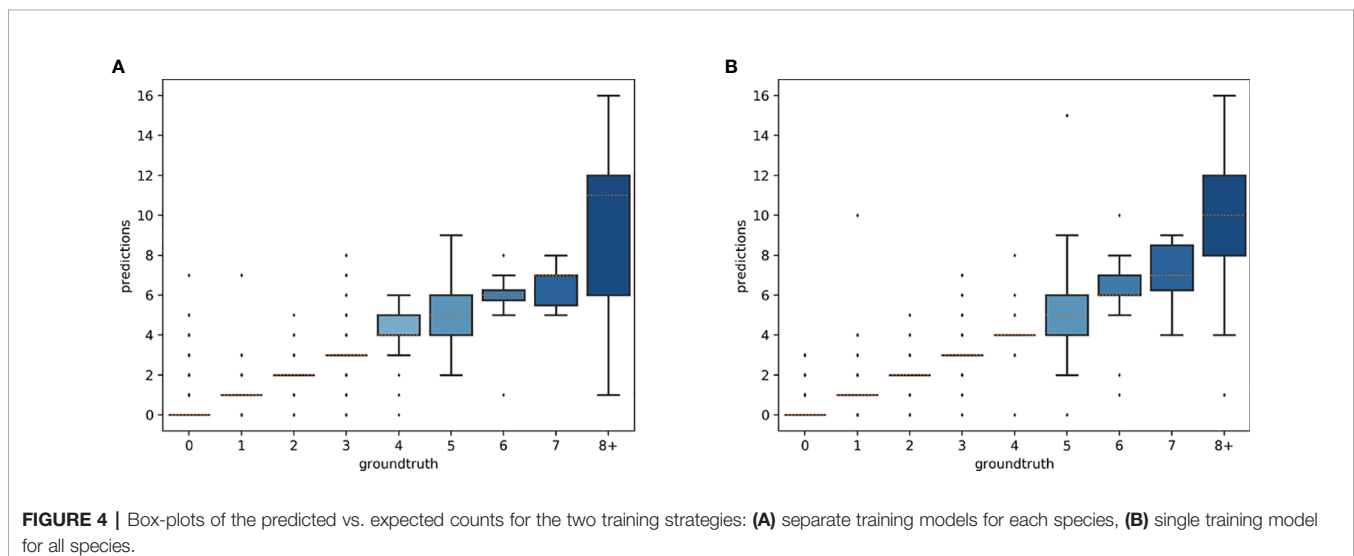 A
B
16
14
12
10
8
6
4
2
0
predictions
0 1 2 3 4 5 6 7 8+
groundtruth
16
14
12
10
8
6
4
2
0
predictions
0 1 2 3 4 5 6 7 8+
groundtruth
FIGURE 4 | Box-plots of the predicted vs. expected counts for the two training strategies: (A) separate training models for each species, (B) single training model
for all species.